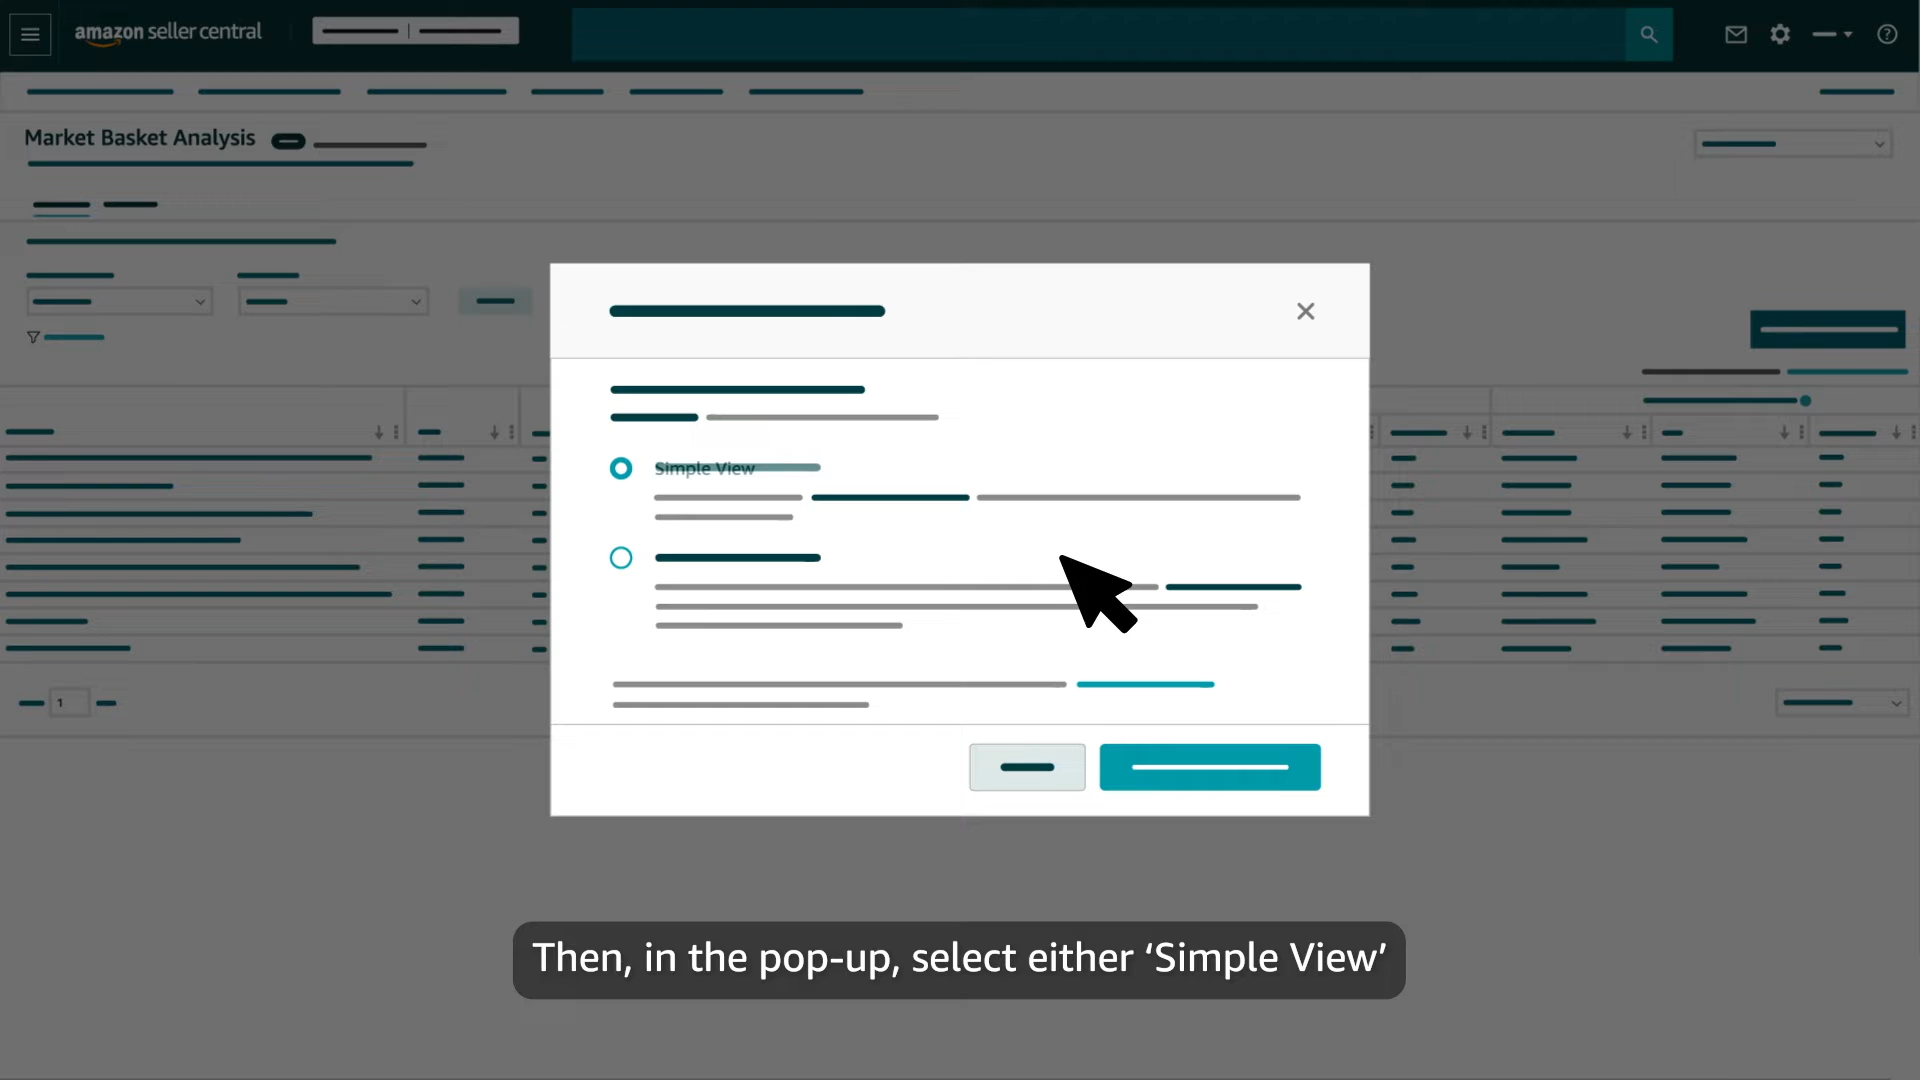 amazon seller central
Market Basket Analysis
Simple View
1
Then, in the pop-up, select either ‘Simple View’